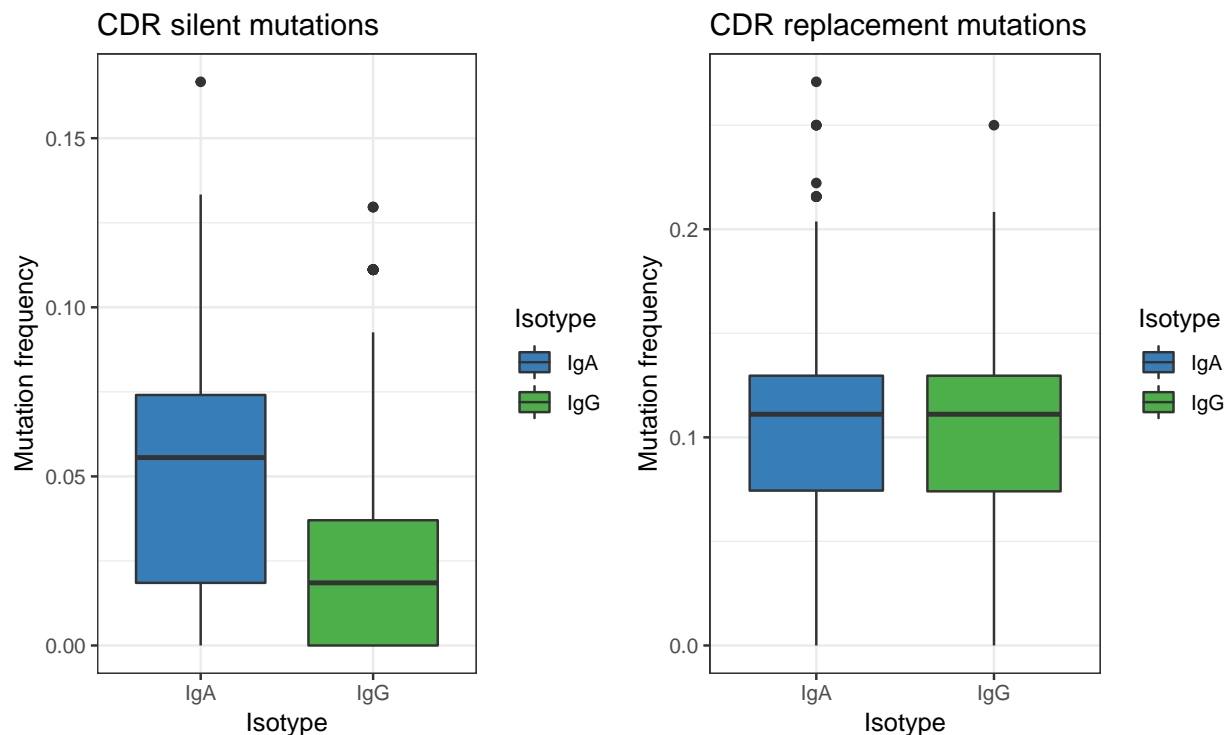 CDR silent mutations
Mutation frequency
0.15
0.10
0.05
0.00
IgA
IgG
Isotype
Isotype
IgA
IgG
CDR replacement mutations
Mutation frequency
0.2
0.1
0.0
IgA
IgG
Isotype
Isotype
IgA
IgG